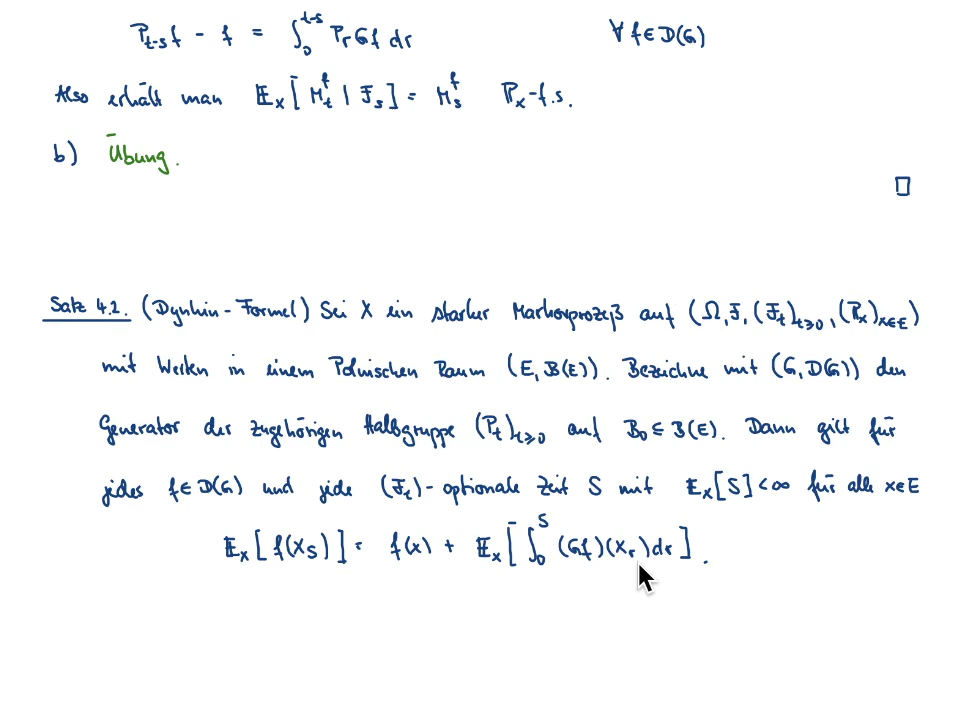 P_{t-s}f - f = ∫_0^{t-s} P_r Gf dr ∀ f ∈ D(G)
Also erhält man 𝔼_x[M_t^f | ℱ_s] = M_s^f ℙ_x-f.s.
b) Übung.
□
Satz 4.2. (Dynkin-Formel) Sei X ein starker Markovprozeß auf (Ω, ℱ, (ℱ_t)_{t≥0}, (ℙ_x)_{x∈E})
mit Werten in einem Polnischen Raum (E, B(E)). Bezeichne mit (G, D(G)) den
Generator der zugehörigen Halbgruppe (P_t)_{t≥0} auf B_0 ⊆ B(E). Dann gilt für
jedes f ∈ D(G) und jede (ℱ_t)-optionale Zeit S mit 𝔼_x[S] < ∞ für alle x∈E
𝔼_x[f(X_S)] = f(x) + 𝔼_x[∫_0^S (Gf)(X_r) dr].